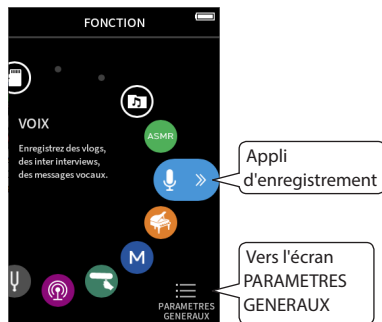 FONCTION
VOIX
Enregistrez des vlogs,
des inter interviews,
des messages vocaux.
ASMR
M
PARAMETRES
GENERAUX
Appli
d'enregistrement
Vers l'écran
PARAMETRES
GENERAUX